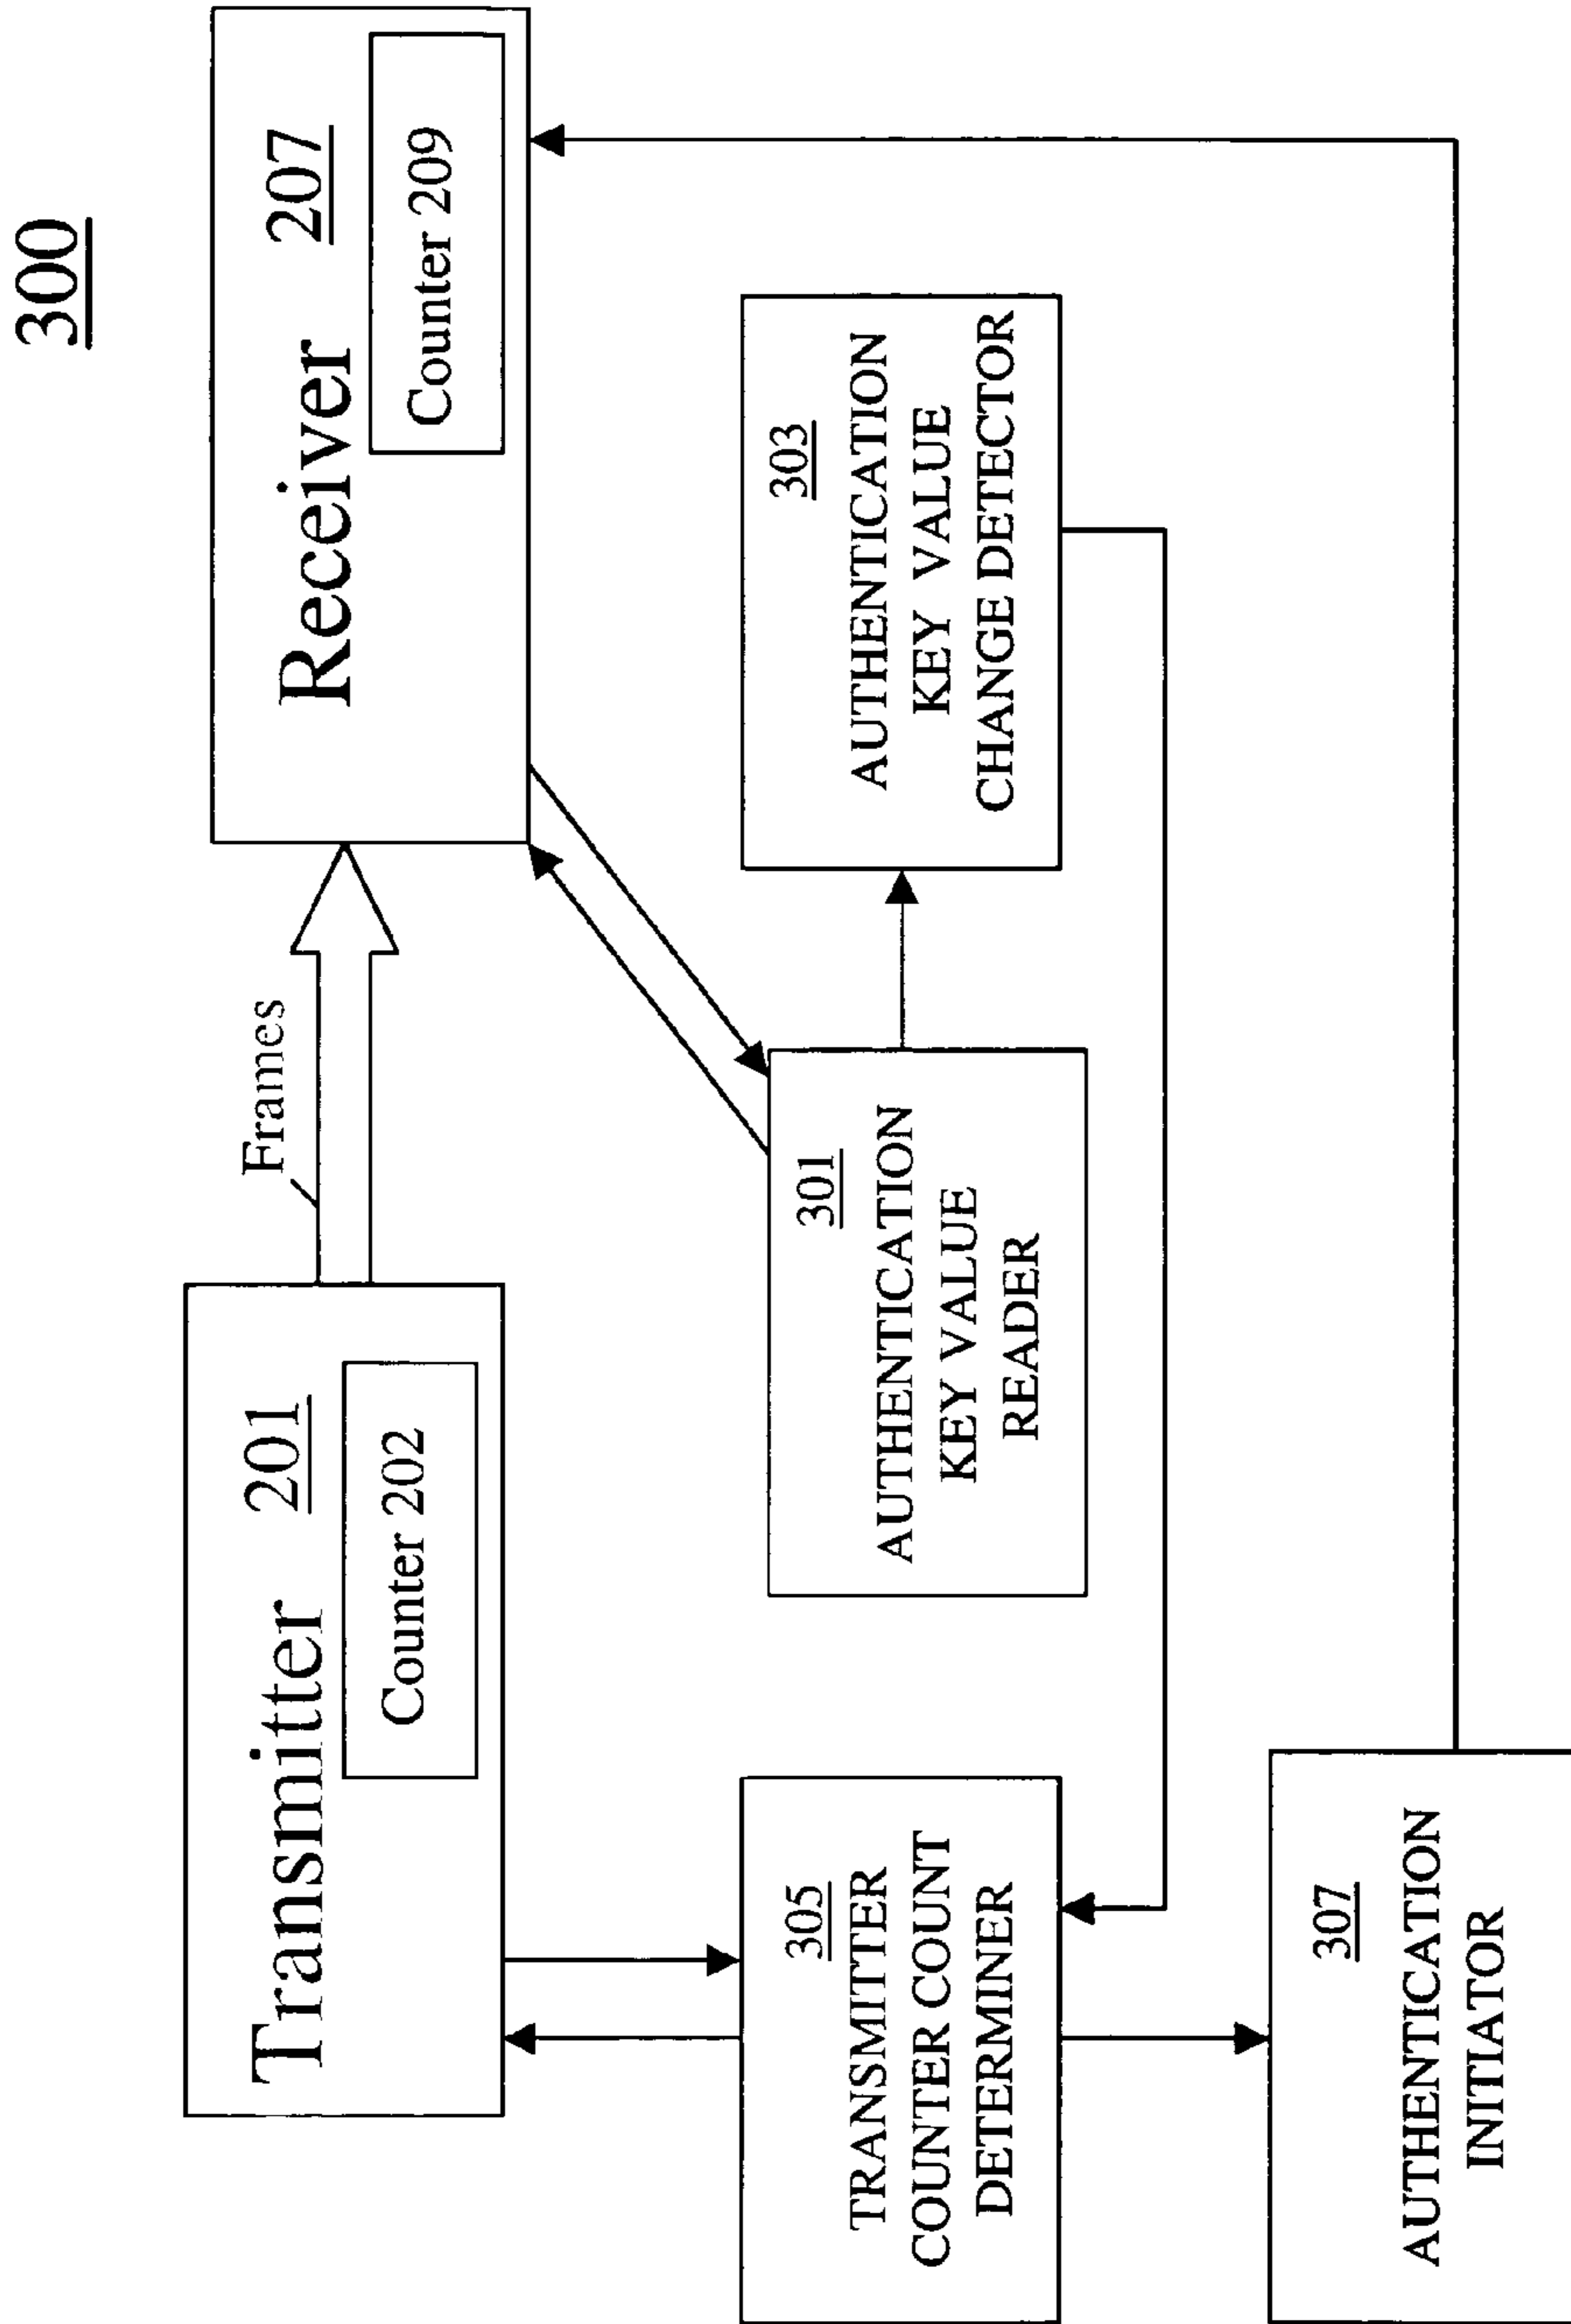 300
Transmitter 201
Counter 202
Frames
Receiver 207
Counter 209
305
TRANSMITTER
COUNTER COUNT
DETERMINER
301
AUTHENTICATION
KEY VALUE
READER
303
AUTHENTICATION
KEY VALUE
CHANGE DETECTOR
307
AUTHENTICATION
INITIATOR